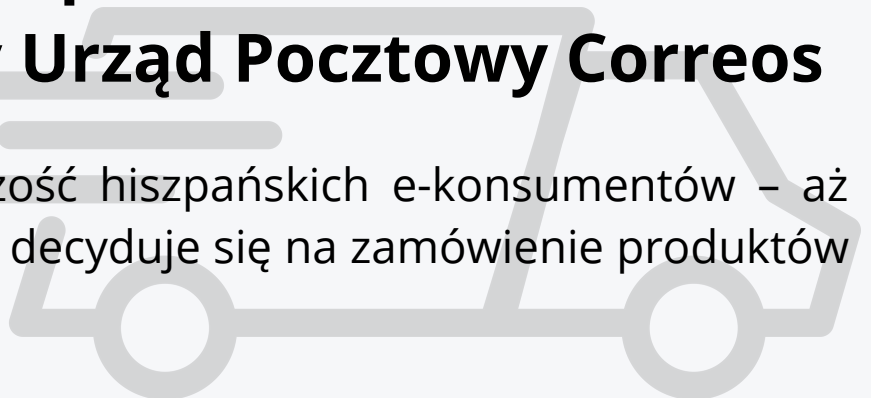 Urząd Pocztowy Correos
hiszpańskich e-konsumentów – aż
decyduje się na zamówienie produktów